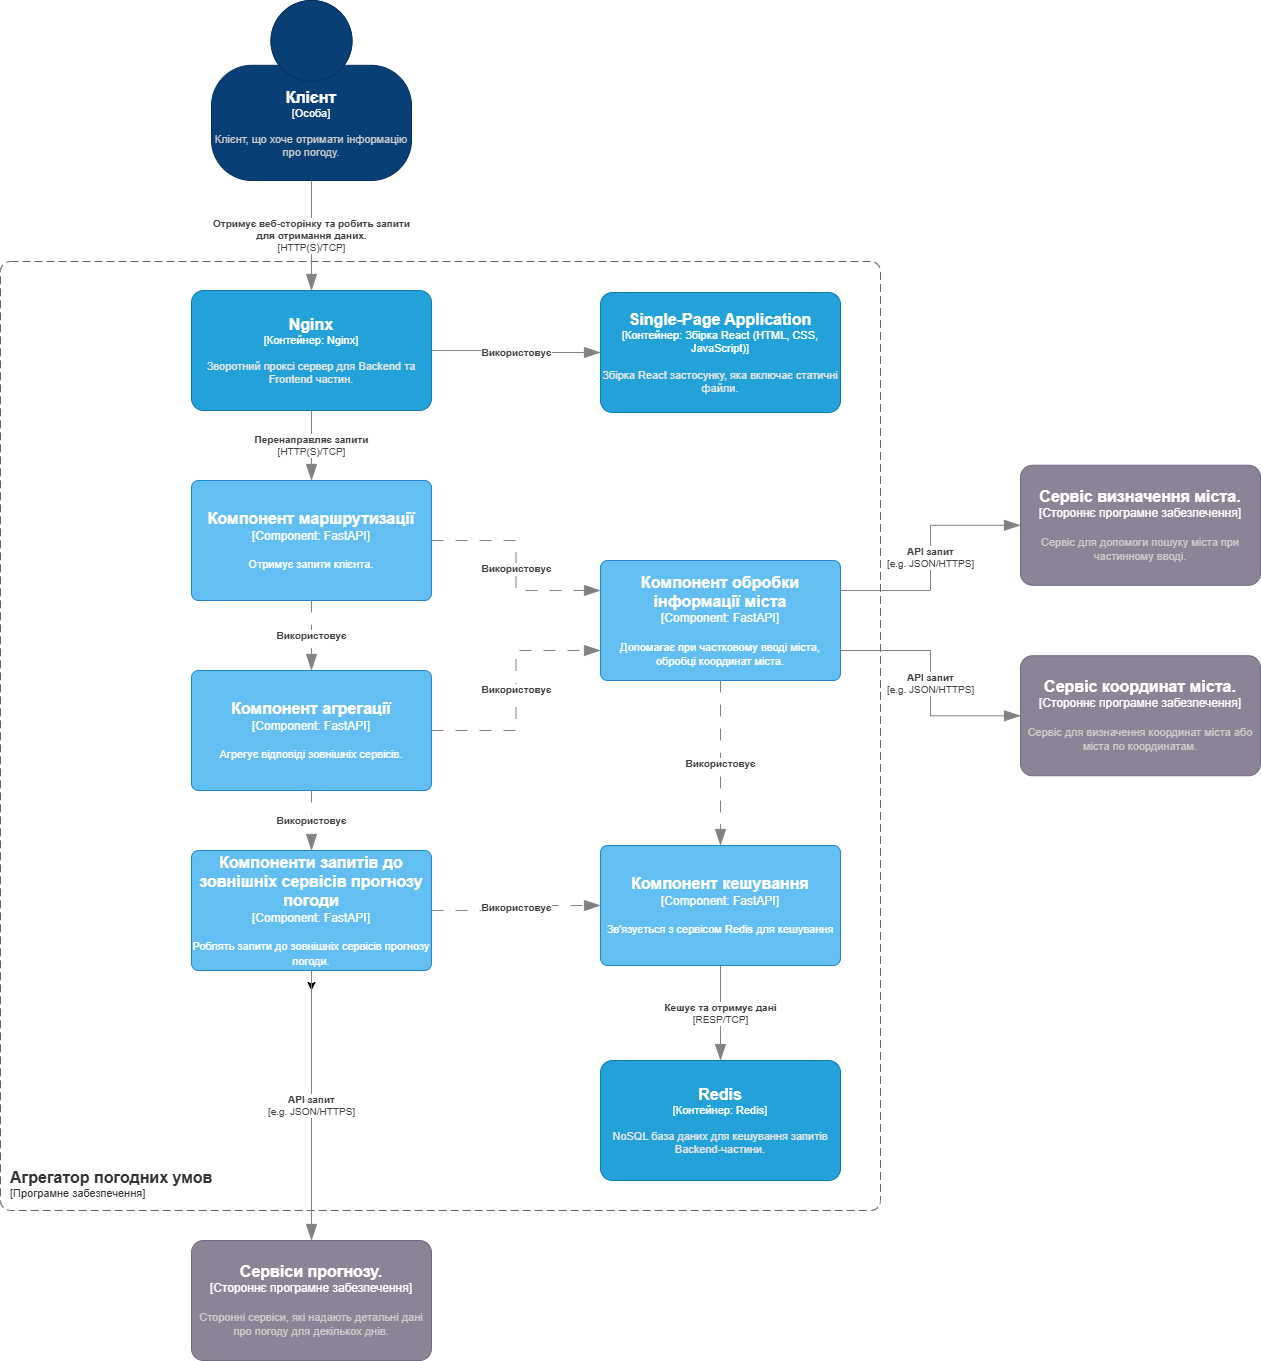 Клієнт
[Особа]
Клієнт, що хоче отримати інформацію
про погоду.
Отримує веб-сторінку та робить запити
для отримання даних.
[HTTP(S)/TCP]
Nginx
[Контейнер: Nginx]
Зворотний проксі сервер для Backend та
Frontend частин.
Використовує
Single-Page Application
[Контейнер: Збірка React (HTML, CSS,
JavaScript)]
Збірка React застосунку, яка включає статичні
файли.
Перенаправляє запити
[HTTP(S)/TCP]
Компонент маршрутизації
[Component: FastAPI]
Отримує запити клієнта.
Використовує
Компонент обробки
інформації міста
[Component: FastAPI]
Допомагає при частковому вводі міста,
обробці координат міста.
API запит
[e.g. JSON/HTTPS]
Сервіс визначення міста.
[Стороннє програмне забезпечення]
Сервіс для допомоги пошуку міста при
частинному вводі.
API запит
[e.g. JSON/HTTPS]
Сервіс координат міста.
[Стороннє програмне забезпечення]
Сервіс для визначення координат міста або
міста по координатам.
Використовує
Компонент агрегації
[Component: FastAPI]
Агрегує відповіді зовнішніх сервісів.
Використовує
Використовує
Використовує
Компоненти запитів до
зовнішніх сервісів прогнозу
погоди
[Component: FastAPI]
Роблять запити до зовнішніх сервісів прогнозу
погоди.
Використовує
Компонент кешування
[Component: FastAPI]
Зв'язується з сервісом Redis для кешування
Кешує та отримує дані
[RESP/TCP]
Redis
[Контейнер: Redis]
NoSQL база даних для кешування запитів
Backend-частини.
API запит
[e.g. JSON/HTTPS]
Агрегатор погодних умов
[Програмне забезпечення]
Сервіси прогнозу.
[Стороннє програмне забезпечення]
Сторонні сервіси, які надають детальні дані
про погоду для декількох днів.